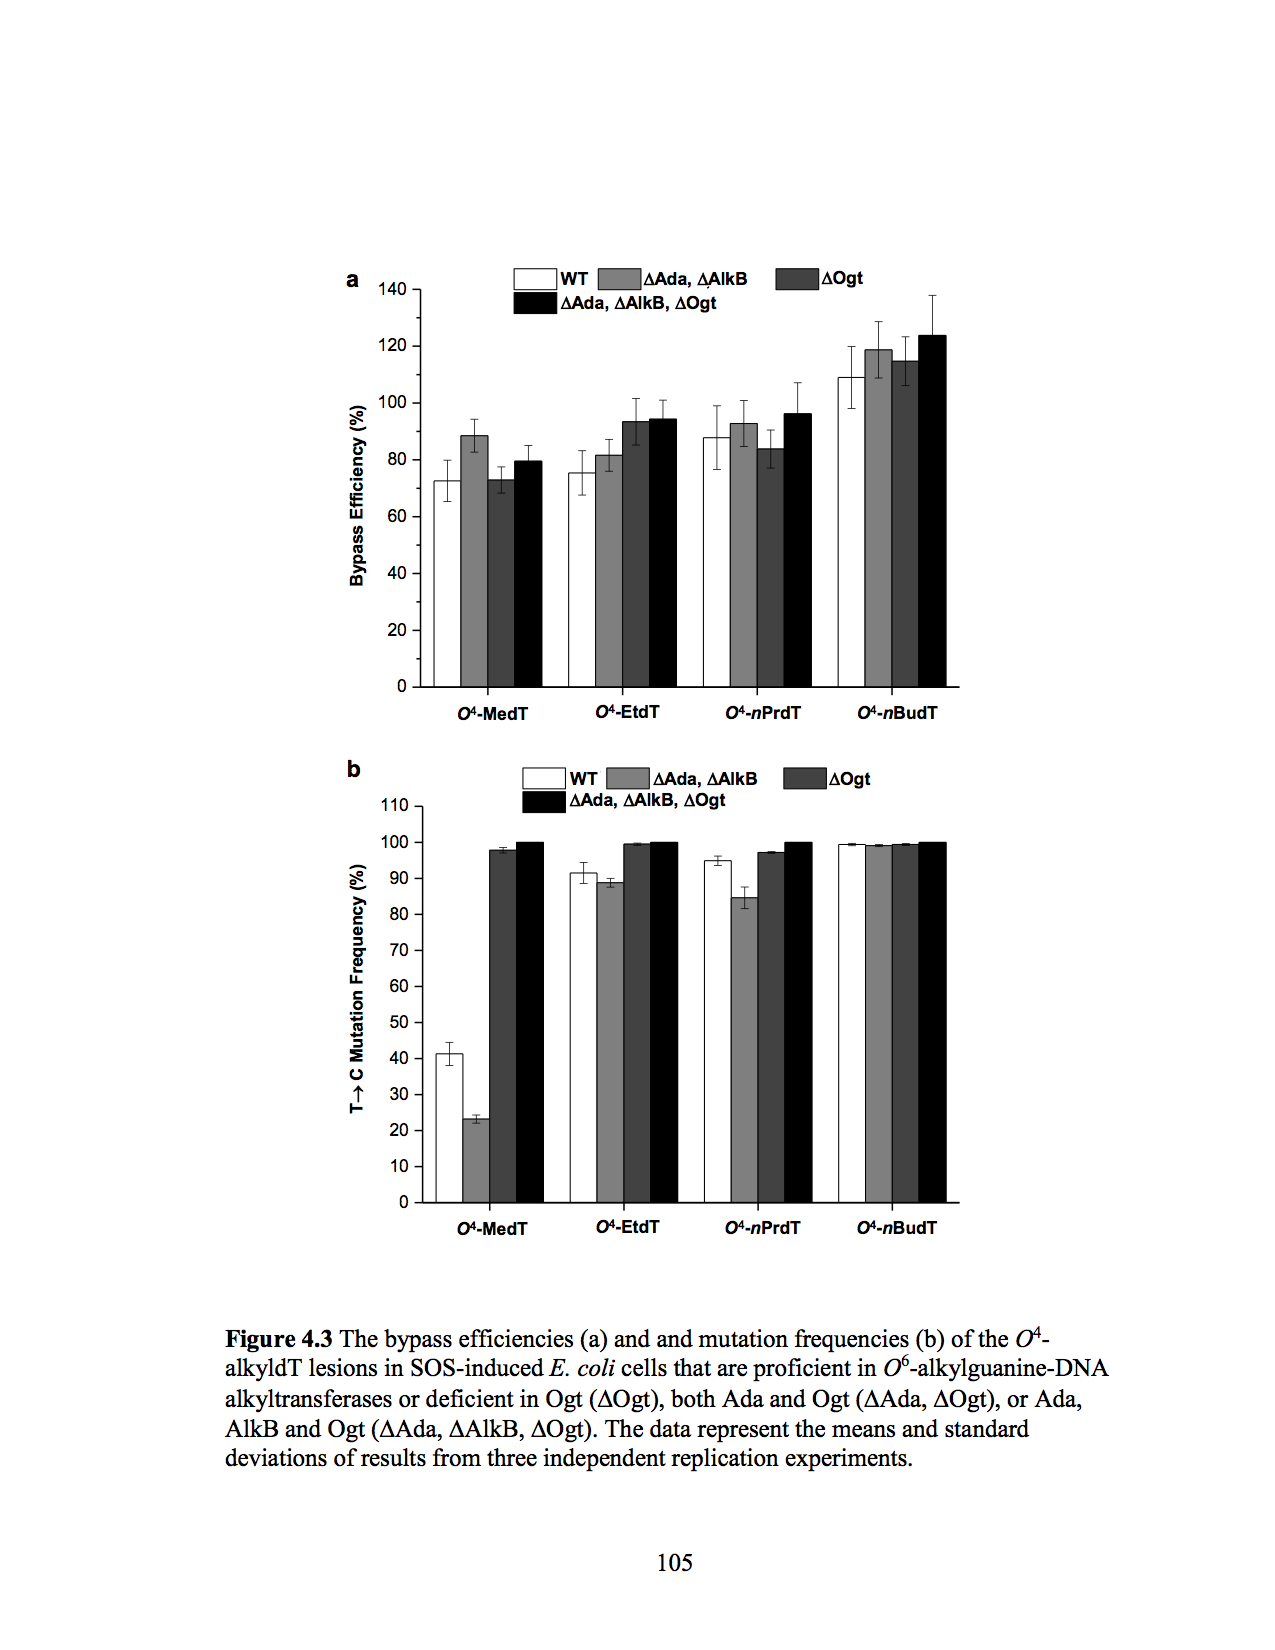 a
WT ΔAda, ΔAlkB ΔOgt
ΔAda, ΔAlkB, ΔOgt
140
120
100
80
60
40
20
0
Bypass Efficiency (%)
O⁴-MedT O⁴-EtdT O⁴-nPrdT O⁴-nBudT
b
WT ΔAda, ΔAlkB ΔOgt
ΔAda, ΔAlkB, ΔOgt
110
100
90
80
70
60
50
40
30
20
10
0
T→C Mutation Frequency (%)
O⁴-MedT O⁴-EtdT O⁴-nPrdT O⁴-nBudT
Figure 4.3 The bypass efficiencies (a) and and mutation frequencies (b) of the O⁴-
alkyldT lesions in SOS-induced E. coli cells that are proficient in O⁶-alkylguanine-DNA
alkyltransferases or deficient in Ogt (ΔOgt), both Ada and Ogt (ΔAda, ΔOgt), or Ada,
AlkB and Ogt (ΔAda, ΔAlkB, ΔOgt). The data represent the means and standard
deviations of results from three independent replication experiments.
105